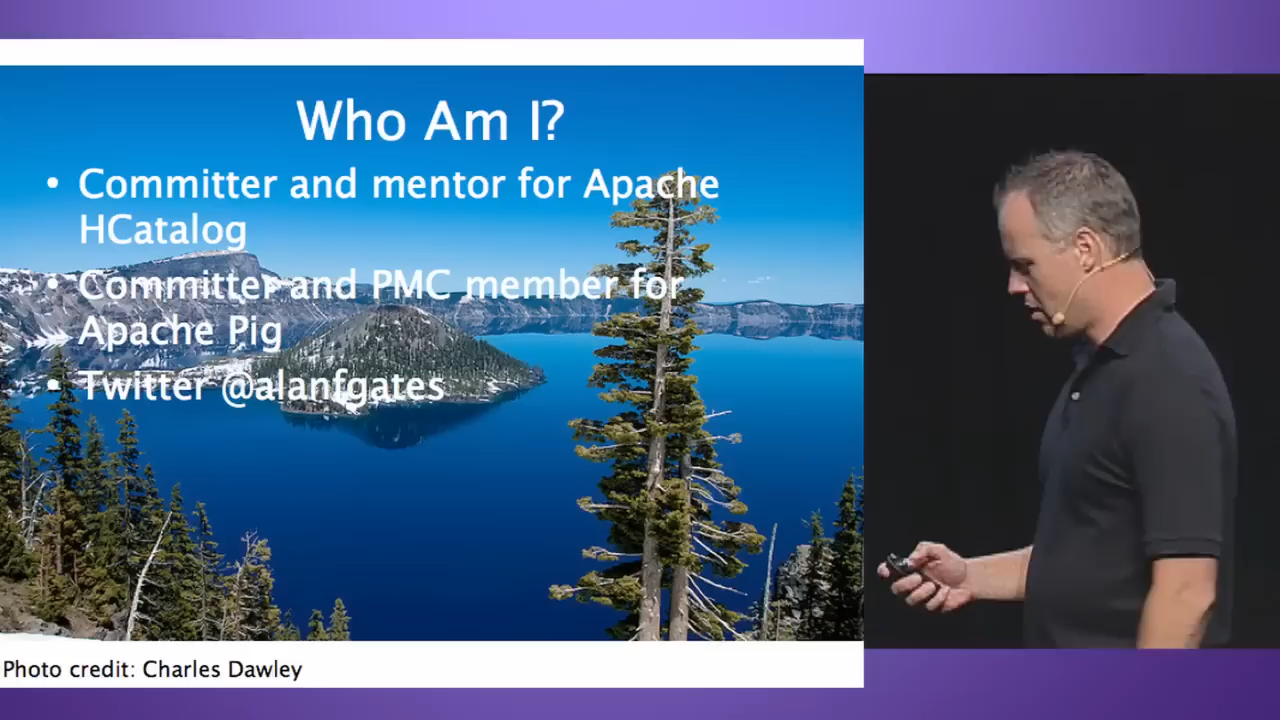 Who Am I?
• Committer and mentor for Apache
HCatalog
• Committer and PMC member for
Apache Pig
• Twitter @alanfgates
Photo credit: Charles Dawley